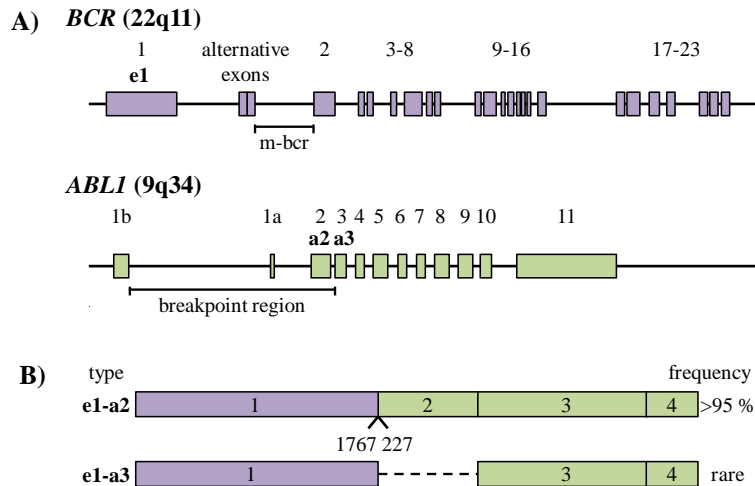 A)
BCR (22q11)
1 alternative exons 2 3-8 9-16 17-23
e1
m-bcr
ABL1 (9q34)
1b 1a 2 3 4 5 6 7 8 9 10 11
a2 a3
breakpoint region
B)
type frequency
e1-a2 1 2 3 4 >95 %
1767 227
e1-a3 1 3 4 rare